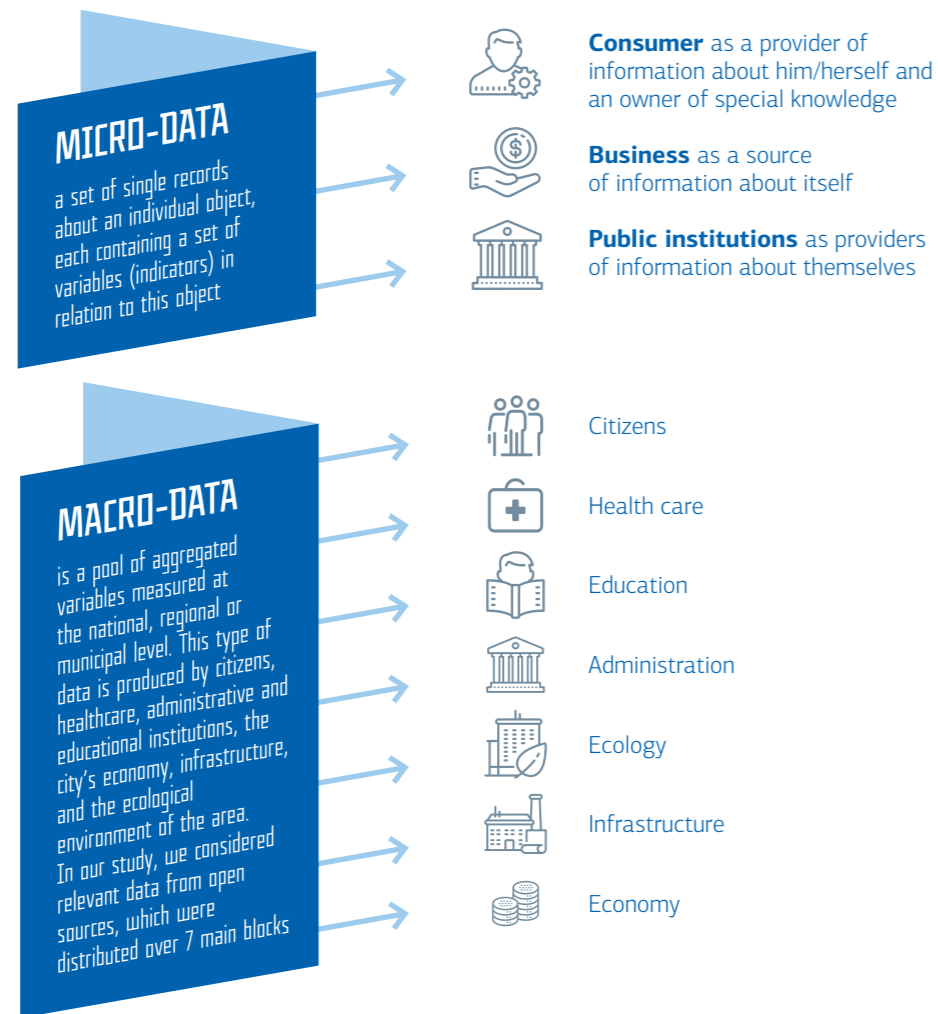 MICRO-DATA
a set of single records
about an individual object,
each containing a set of
variables (indicators) in
relation to this object
Consumer as a provider of
information about him/herself and
an owner of special knowledge
Business as a source
of information about itself
Public institutions as providers
of information about themselves
MACRO-DATA
is a pool of aggregated
variables measured at
the national, regional or
municipal level. This type of
data is produced by citizens,
healthcare, administrative and
educational institutions, the
city's economy, infrastructure,
and the ecological
environment of the area.
In our study, we considered
relevant data from open
sources, which were
distributed over 7 main blocks
Citizens
Health care
Education
Administration
Ecology
Infrastructure
Economy